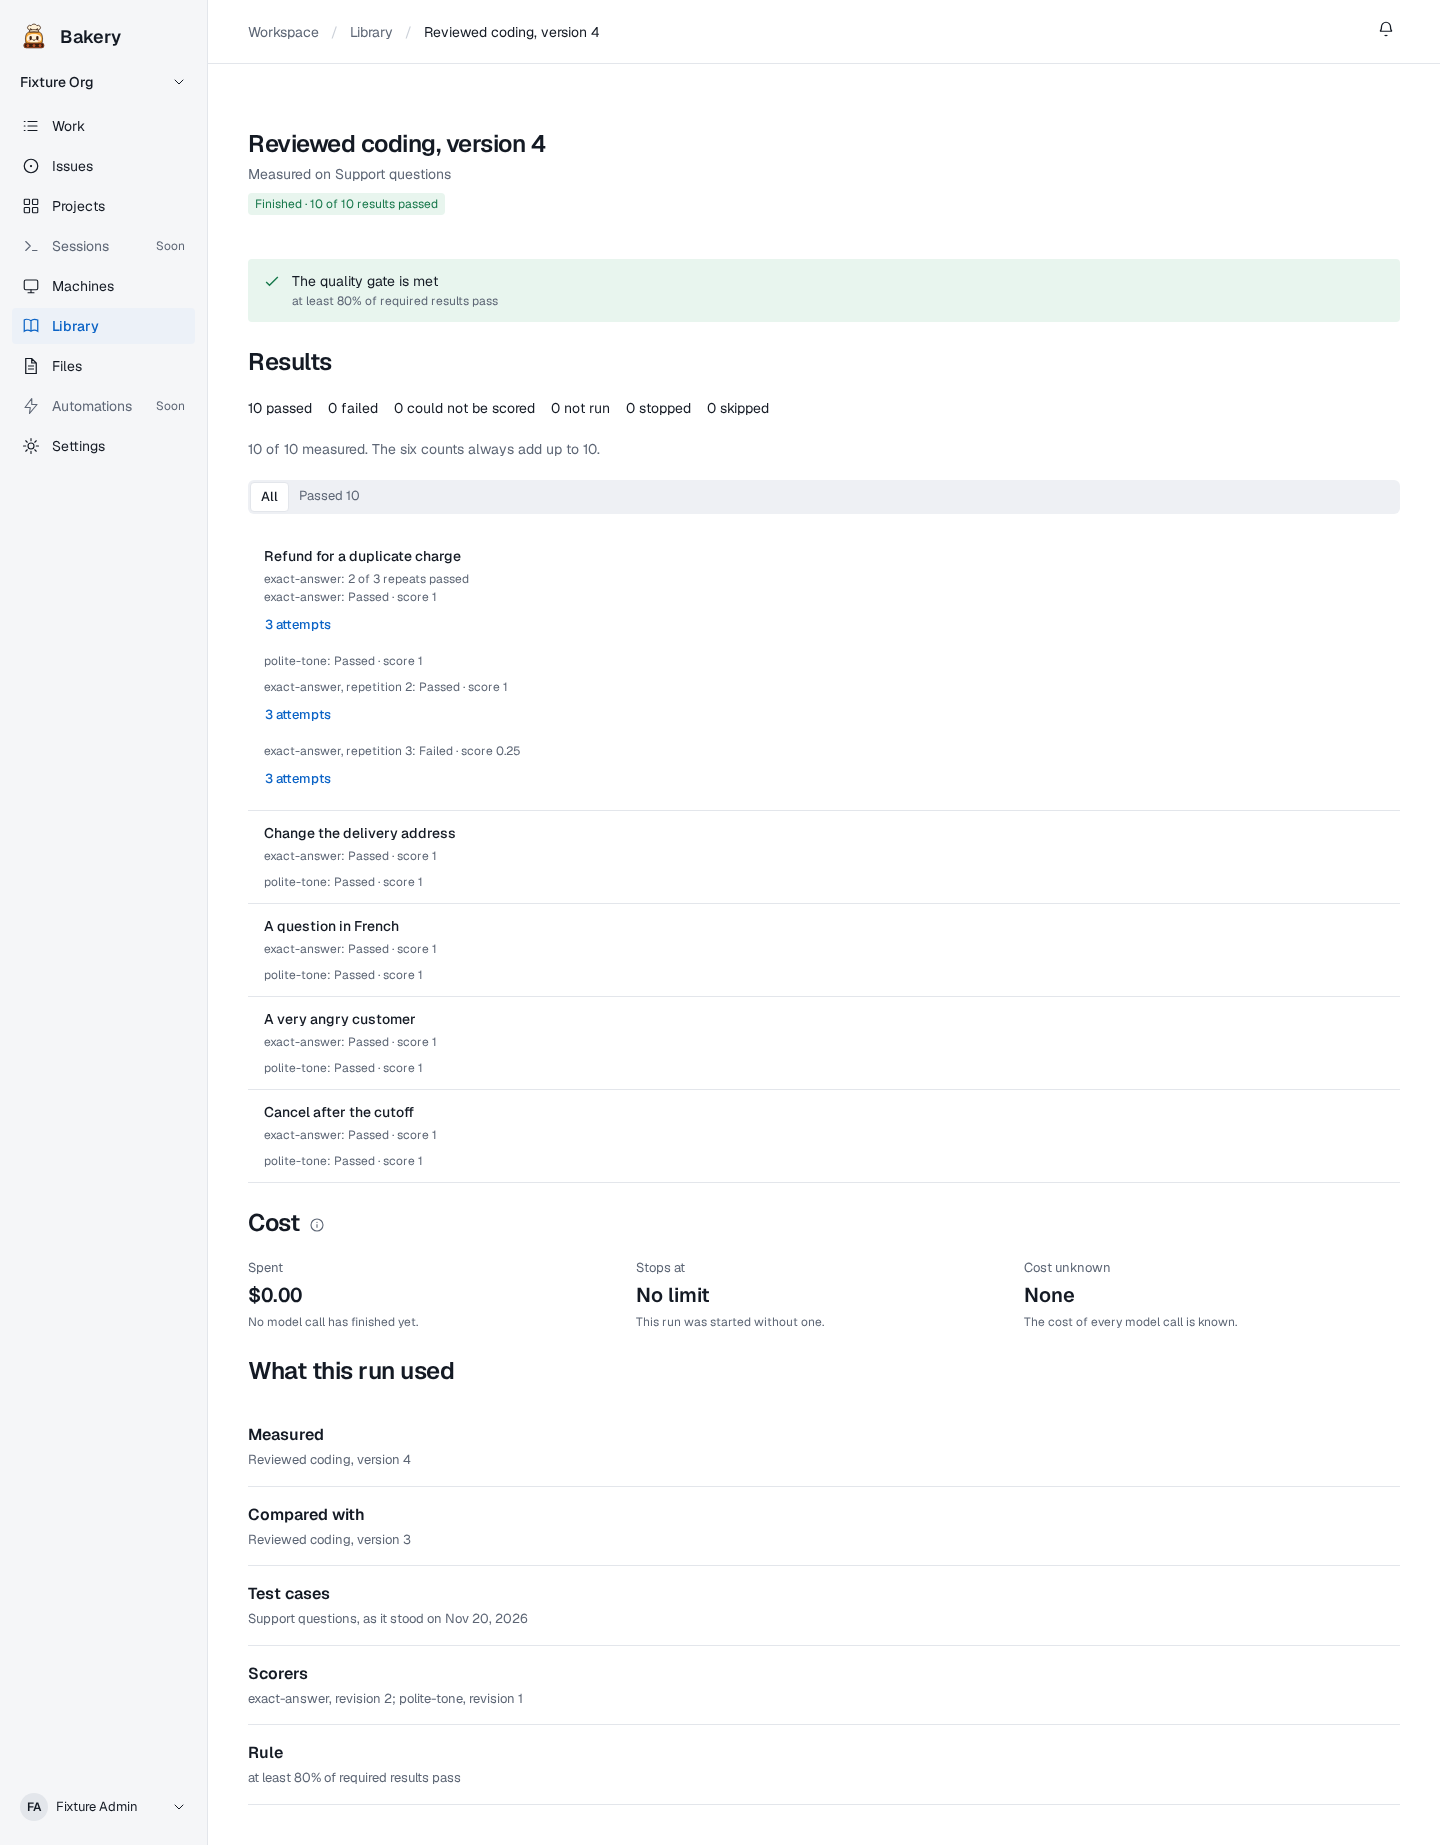 Bakery
Fixture Org
Work
Issues
Projects
Sessions Soon
Machines
Library
Files
Automations Soon
Settings
FA Fixture Admin
Workspace / Library / Reviewed coding, version 4
Reviewed coding, version 4
Measured on Support questions
Finished · 10 of 10 results passed
The quality gate is met
at least 80% of required results pass
Results
10 passed 0 failed 0 could not be scored 0 not run 0 stopped 0 skipped
10 of 10 measured. The six counts always add up to 10.
All Passed 10
Refund for a duplicate charge
exact-answer: 2 of 3 repeats passed
exact-answer: Passed · score 1
3 attempts
polite-tone: Passed · score 1
exact-answer, repetition 2: Passed · score 1
3 attempts
exact-answer, repetition 3: Failed · score 0.25
3 attempts
Change the delivery address
exact-answer: Passed · score 1
polite-tone: Passed · score 1
A question in French
exact-answer: Passed · score 1
polite-tone: Passed · score 1
A very angry customer
exact-answer: Passed · score 1
polite-tone: Passed · score 1
Cancel after the cutoff
exact-answer: Passed · score 1
polite-tone: Passed · score 1
Cost
Spent
$0.00
No model call has finished yet.
Stops at
No limit
This run was started without one.
Cost unknown
None
The cost of every model call is known.
What this run used
Measured
Reviewed coding, version 4
Compared with
Reviewed coding, version 3
Test cases
Support questions, as it stood on Nov 20, 2026
Scorers
exact-answer, revision 2; polite-tone, revision 1
Rule
at least 80% of required results pass